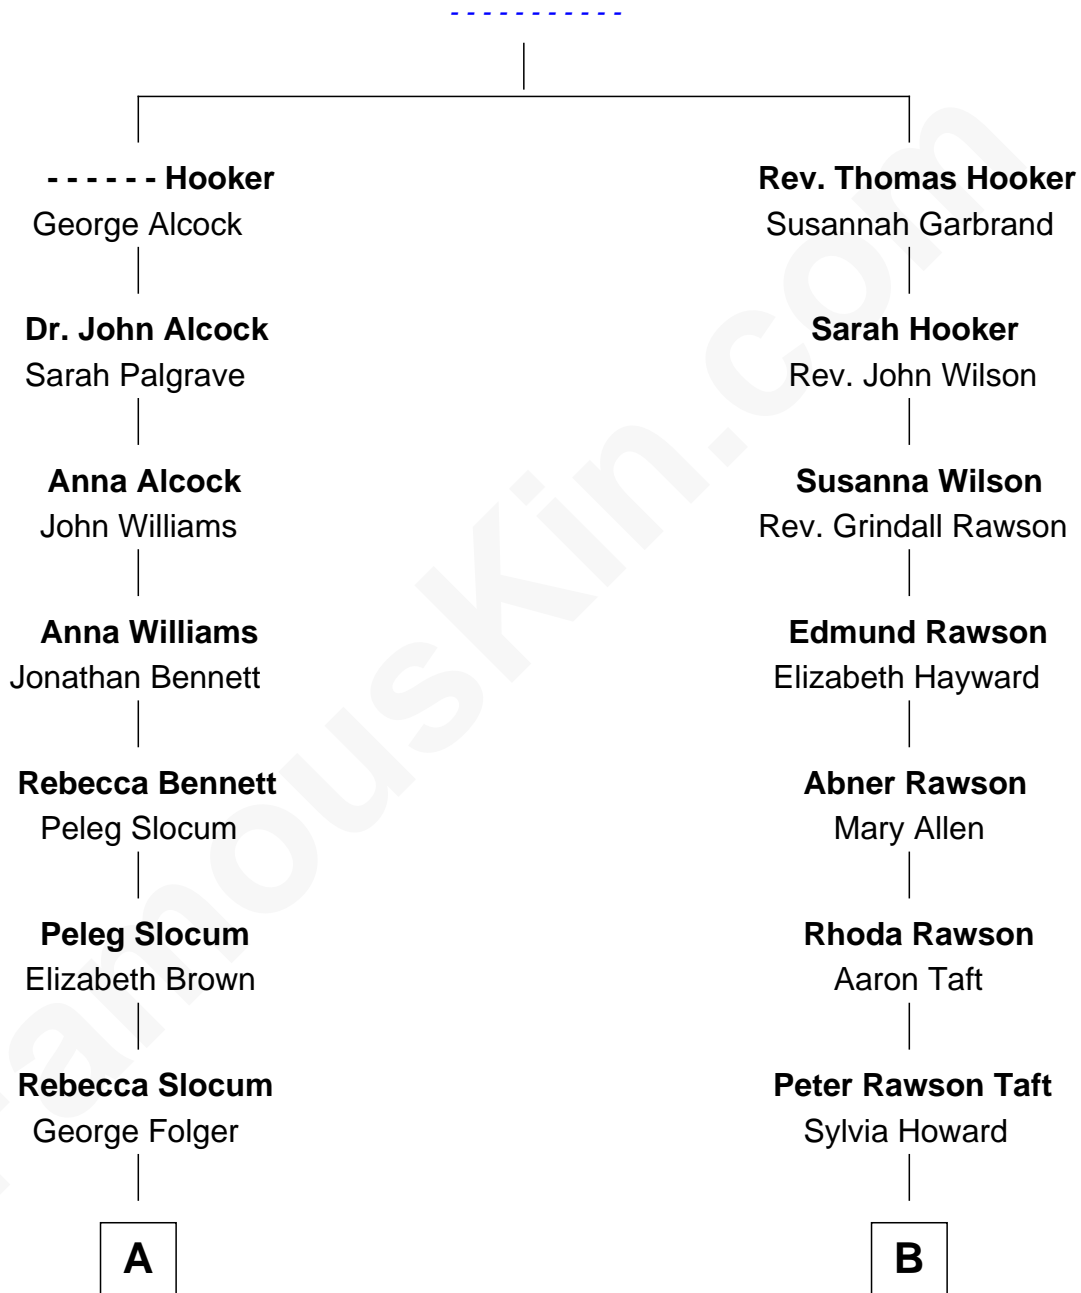 - - - - - - - - - - -
- - - - - - Hooker
George Alcock
Dr. John Alcock
Sarah Palgrave
Anna Alcock
John Williams
Anna Williams
Jonathan Bennett
Rebecca Bennett
Peleg Slocum
Peleg Slocum
Elizabeth Brown
Rebecca Slocum
George Folger
A
Rev. Thomas Hooker
Susannah Garbrand
Sarah Hooker
Rev. John Wilson
Susanna Wilson
Rev. Grindall Rawson
Edmund Rawson
Elizabeth Hayward
Abner Rawson
Mary Allen
Rhoda Rawson
Aaron Taft
Peter Rawson Taft
Sylvia Howard
B
FamousKin.com